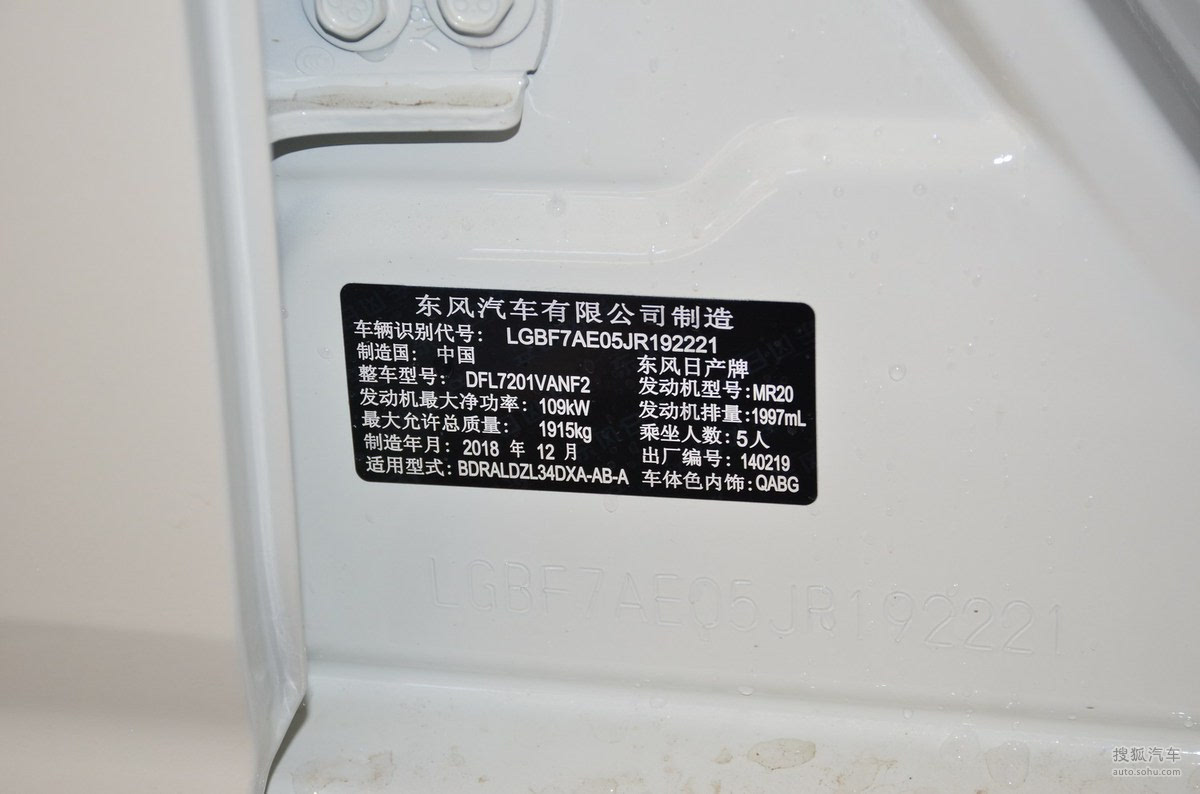 东风汽车有限公司制造
车辆识别代号: LGBF7AE05JR192221
制造国: 中国 东风日产牌
整车型号: DFL7201VANF2 发动机型号:MR20
发动机最大净功率: 109kW 发动机排量:1997mL
最大允许总质量: 1915kg 乘坐人数:5人
制造年月: 2018 年 12 月 出厂编号: 140219
适用型式: BDRALDZL34DXA-AB-A 车体色内饰:QABG
LGBF7AE05JR192221
搜狐汽车
auto.sohu.com